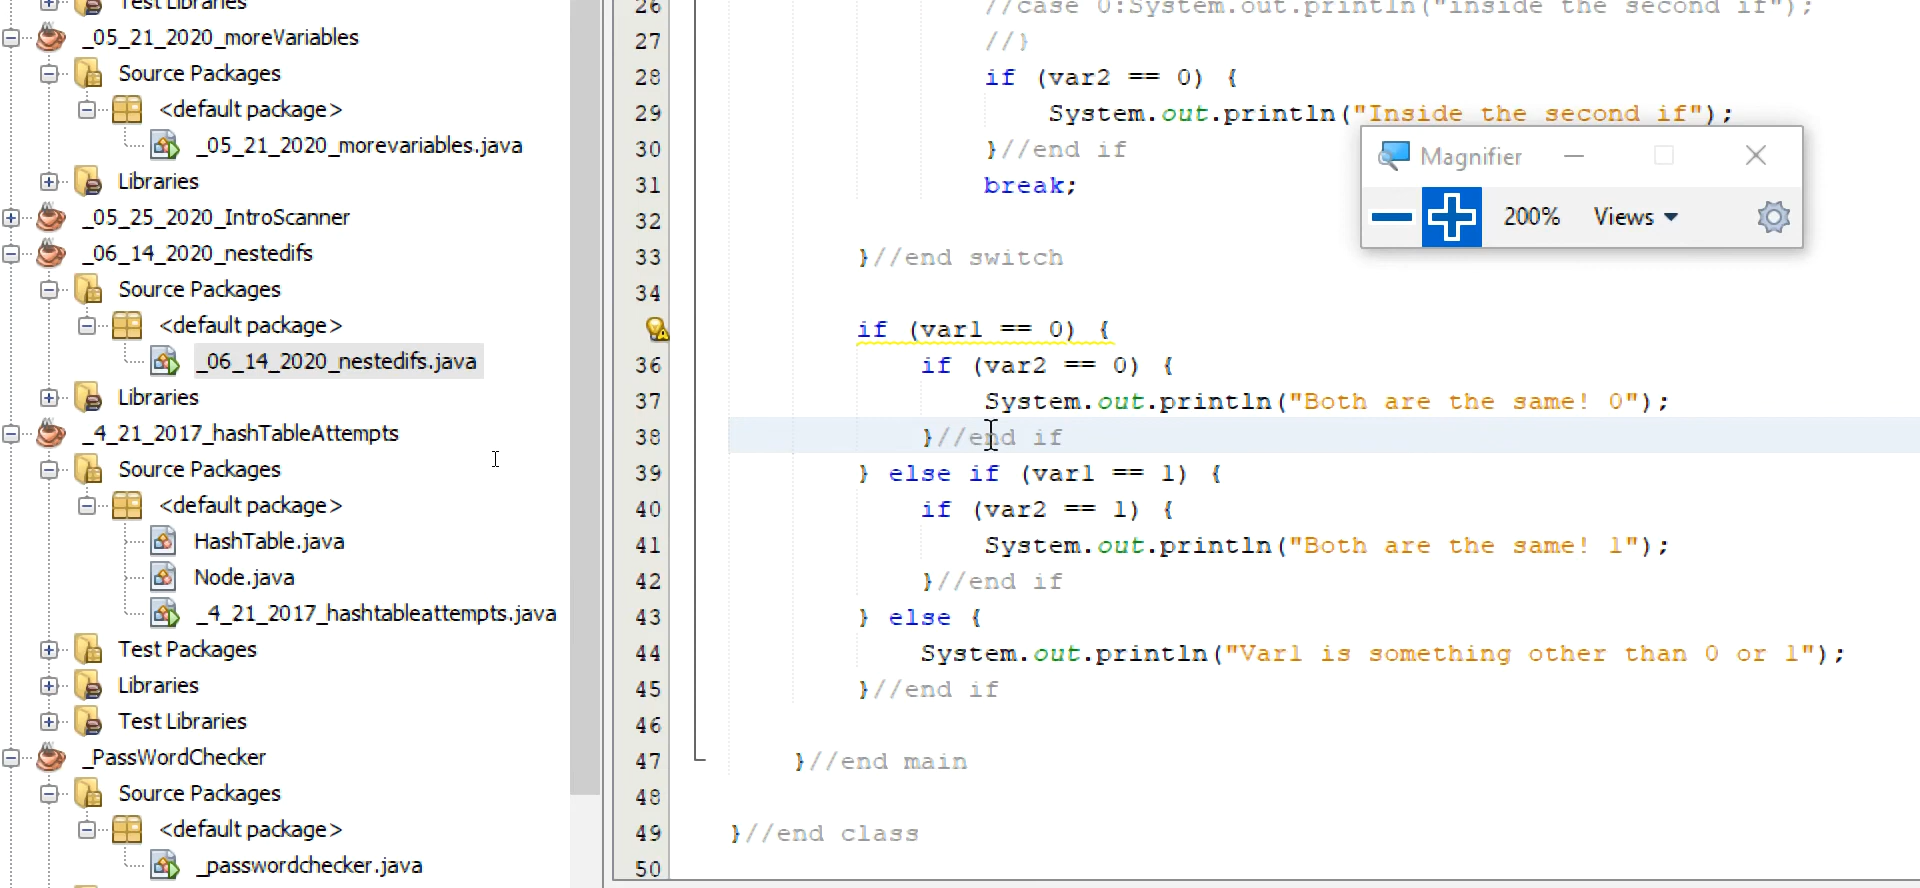 Test Libraries
_05_21_2020_moreVariables
Source Packages
<default package>
_05_21_2020_morevariables.java
Libraries
_05_25_2020_IntroScanner
_06_14_2020_nestedifs
Source Packages
<default package>
_06_14_2020_nestedifs.java
Libraries
_4_21_2017_hashTableAttempts
Source Packages
<default package>
HashTable.java
Node.java
_4_21_2017_hashtableattempts.java
Test Packages
Libraries
Test Libraries
_PassWordChecker
Source Packages
<default package>
_passwordchecker.java
26 //case 0:System.out.println("inside the second if");
27 //}
28 if (var2 == 0) {
29 System.out.println("Inside the second if");
30 }//end if
31 break;
32
33 }//end switch
34
if (var1 == 0) {
36 if (var2 == 0) {
37 System.out.println("Both are the same! 0");
38 }//end if
39 } else if (var1 == 1) {
40 if (var2 == 1) {
41 System.out.println("Both are the same! 1");
42 }//end if
43 } else {
44 System.out.println("Var1 is something other than 0 or 1");
45 }//end if
46
47 }//end main
48
49 }//end class
50
Magnifier
200% Views